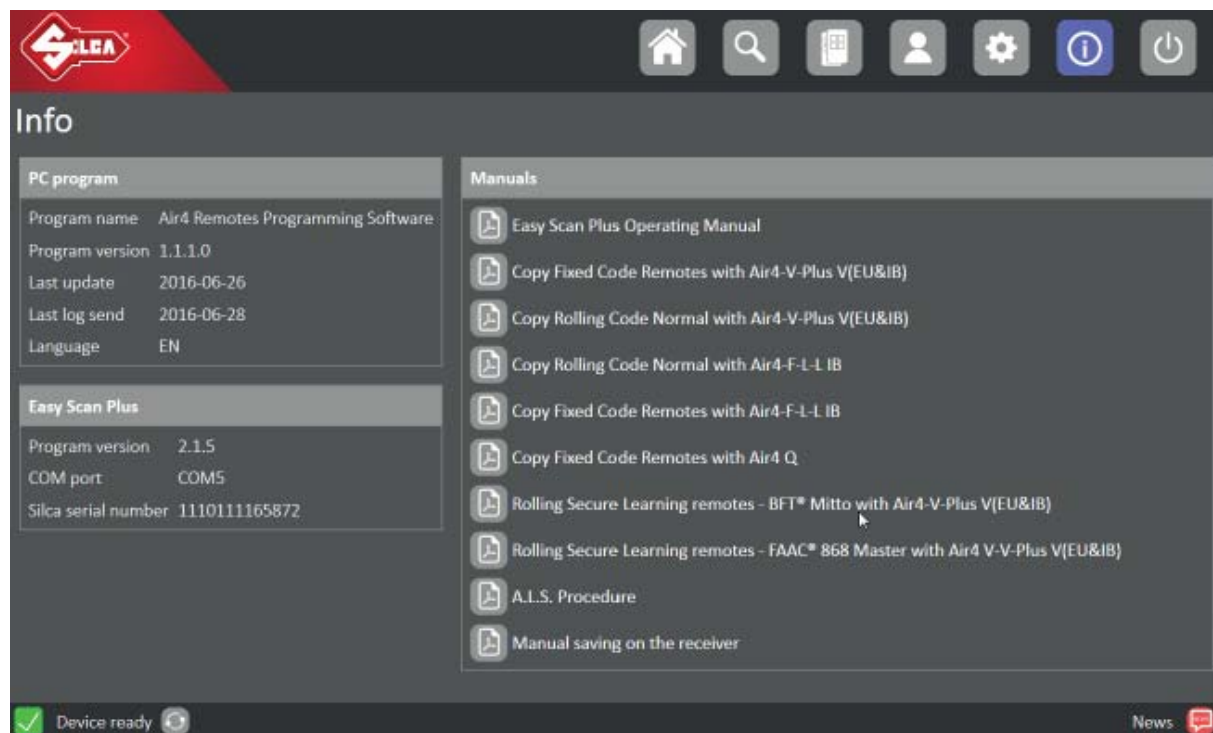 SILCA
Info
PC program
Program name Air4 Remotes Programming Software
Program version 1.1.1.0
Last update 2016-06-26
Last log send 2016-06-28
Language EN
Easy Scan Plus
Program version 2.1.5
COM port COM5
Silca serial number 1110111165872
Manuals
Easy Scan Plus Operating Manual
Copy Fixed Code Remotes with Air4-V-Plus V(EU&IB)
Copy Rolling Code Normal with Air4-V-Plus V(EU&IB)
Copy Rolling Code Normal with Air4-F-L-L IB
Copy Fixed Code Remotes with Air4-F-L-L IB
Copy Fixed Code Remotes with Air4 Q
Rolling Secure Learning remotes - BFT® Mitto with Air4-V-Plus V(EU&IB)
Rolling Secure Learning remotes - FAAC® 868 Master with Air4 V-V-Plus V(EU&IB)
A.L.S. Procedure
Manual saving on the receiver
Device ready
News